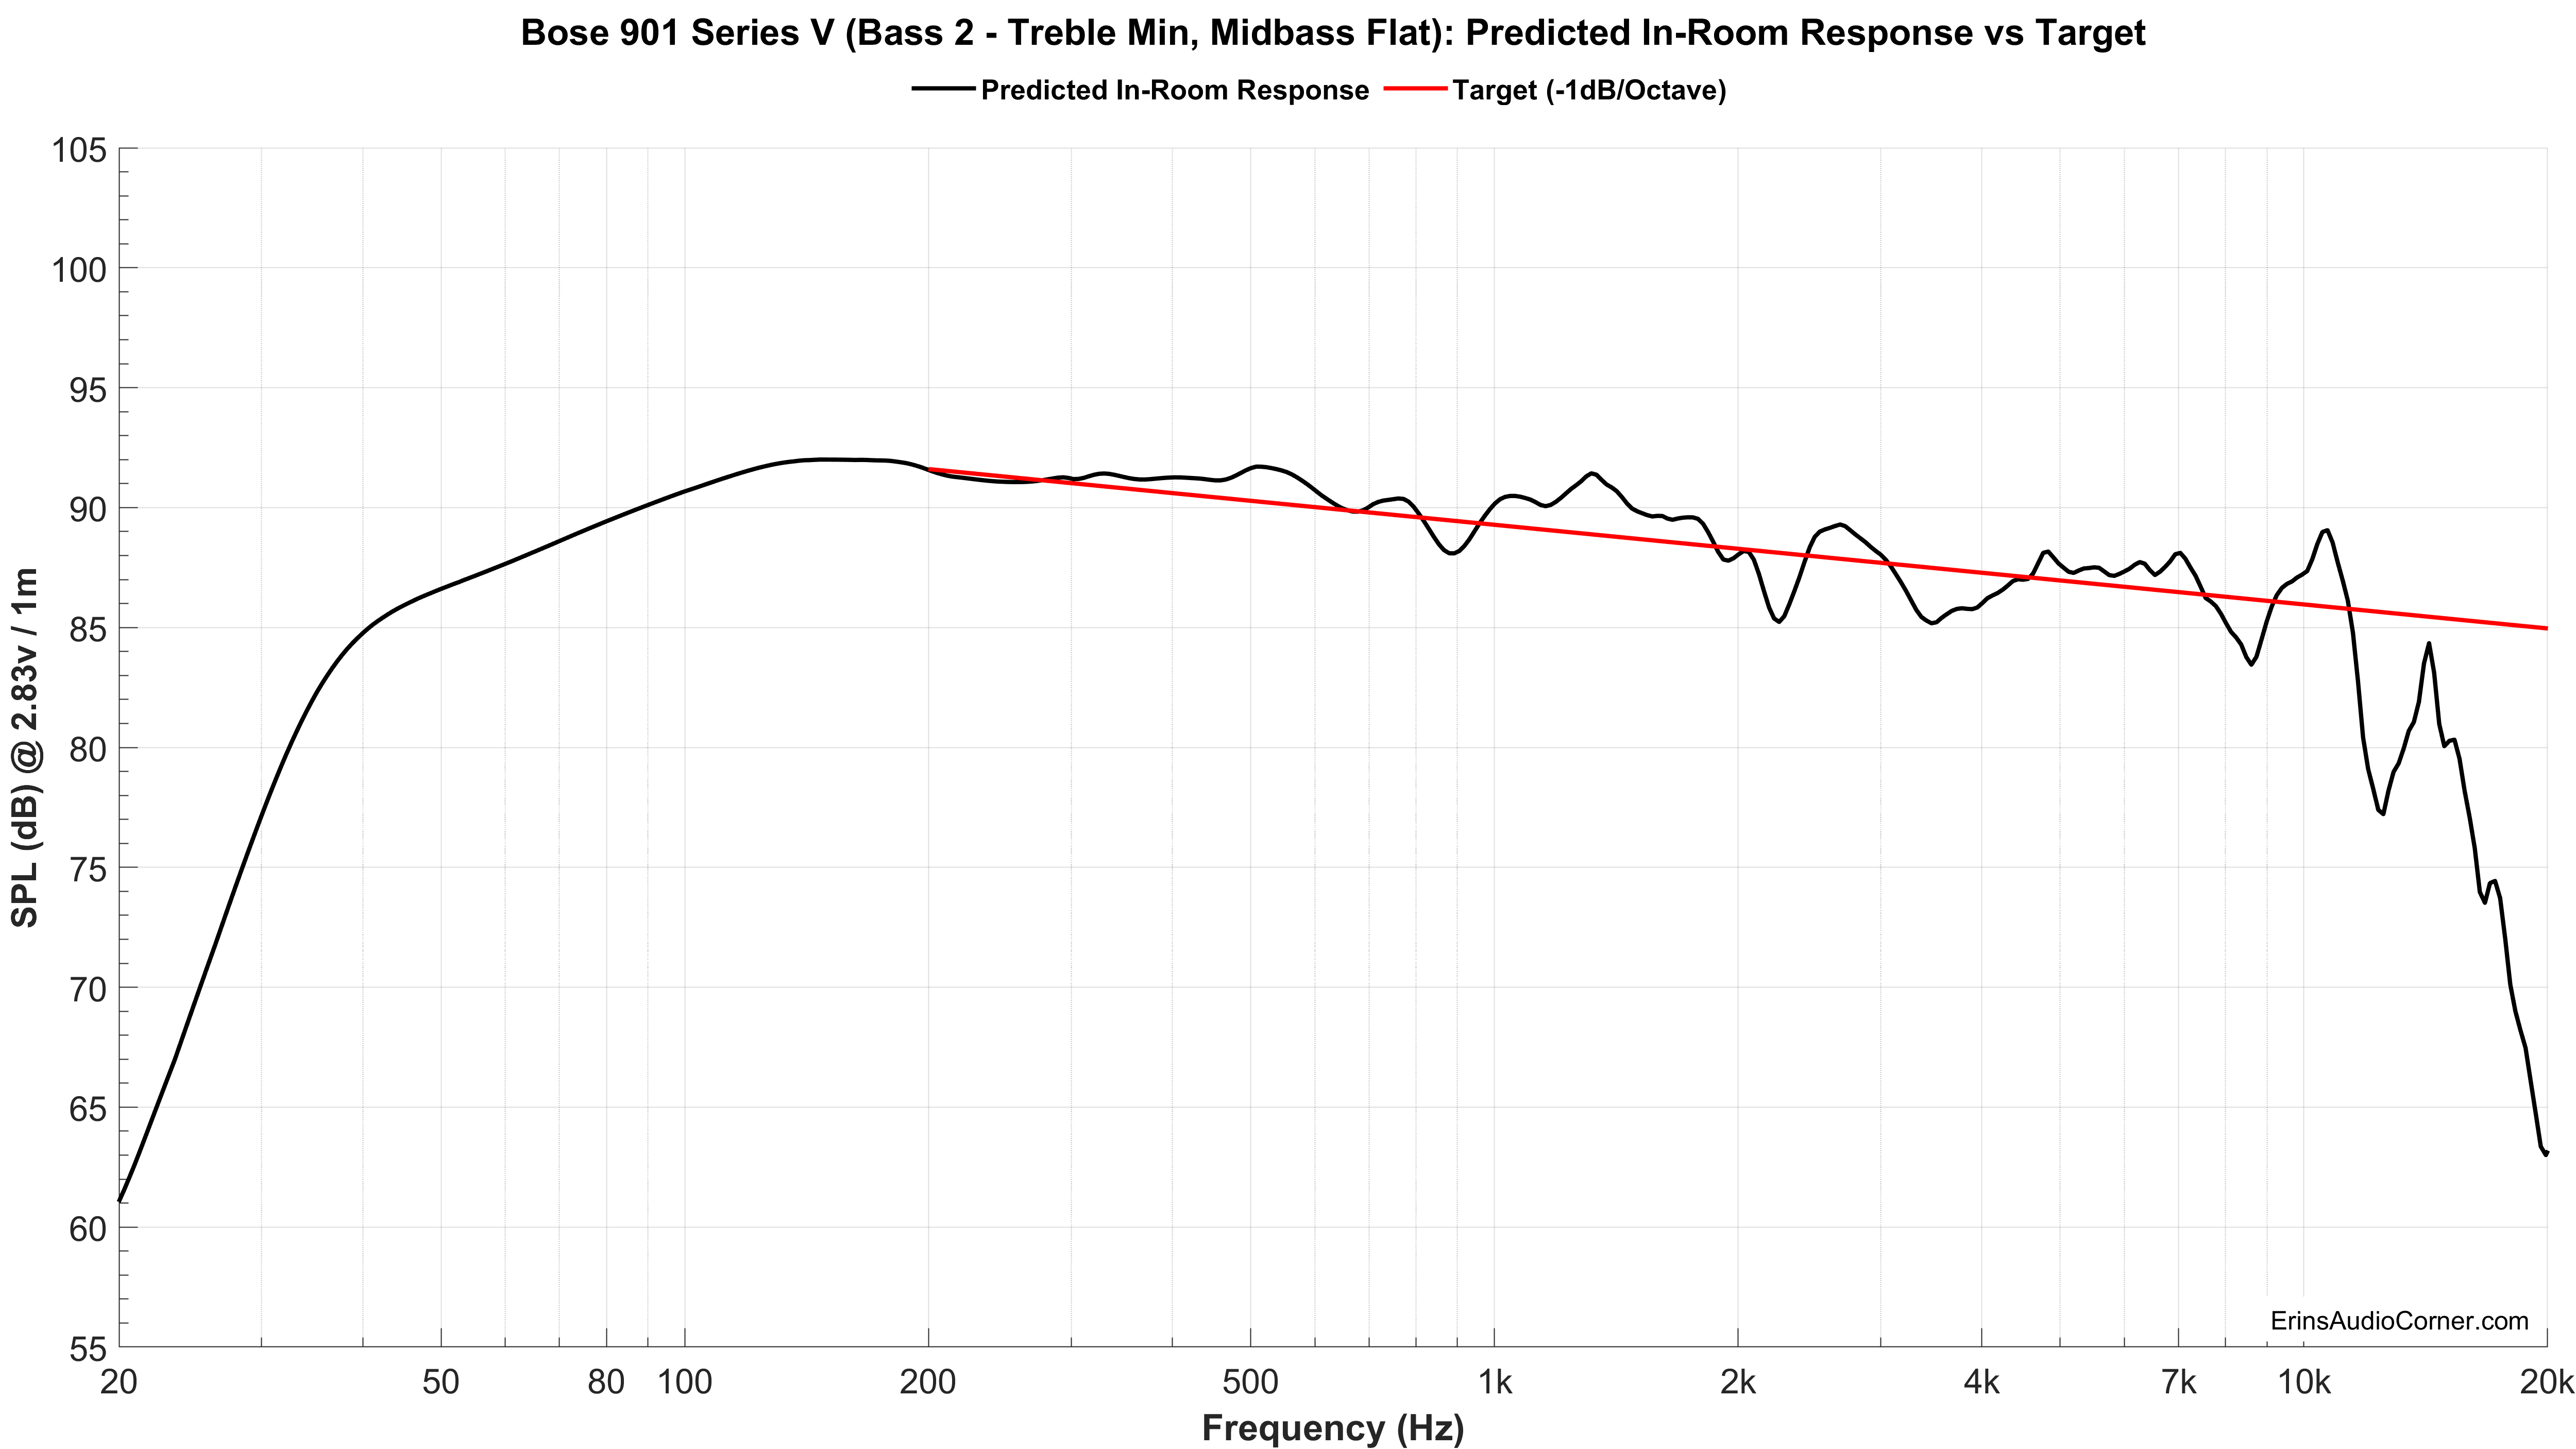 Bose 901 Series V (Bass 2 - Treble Min, Midbass Flat): Predicted In-Room Response vs Target
Predicted In-Room Response Target (-1dB/Octave)
105
100
95
90
85
80
75
70
65
60
55
SPL (dB) @ 2.83v / 1m
ErinsAudioCorner.com
20 50 80 100 200 500 1k 2k 4k 7k 10k 20k
Frequency (Hz)